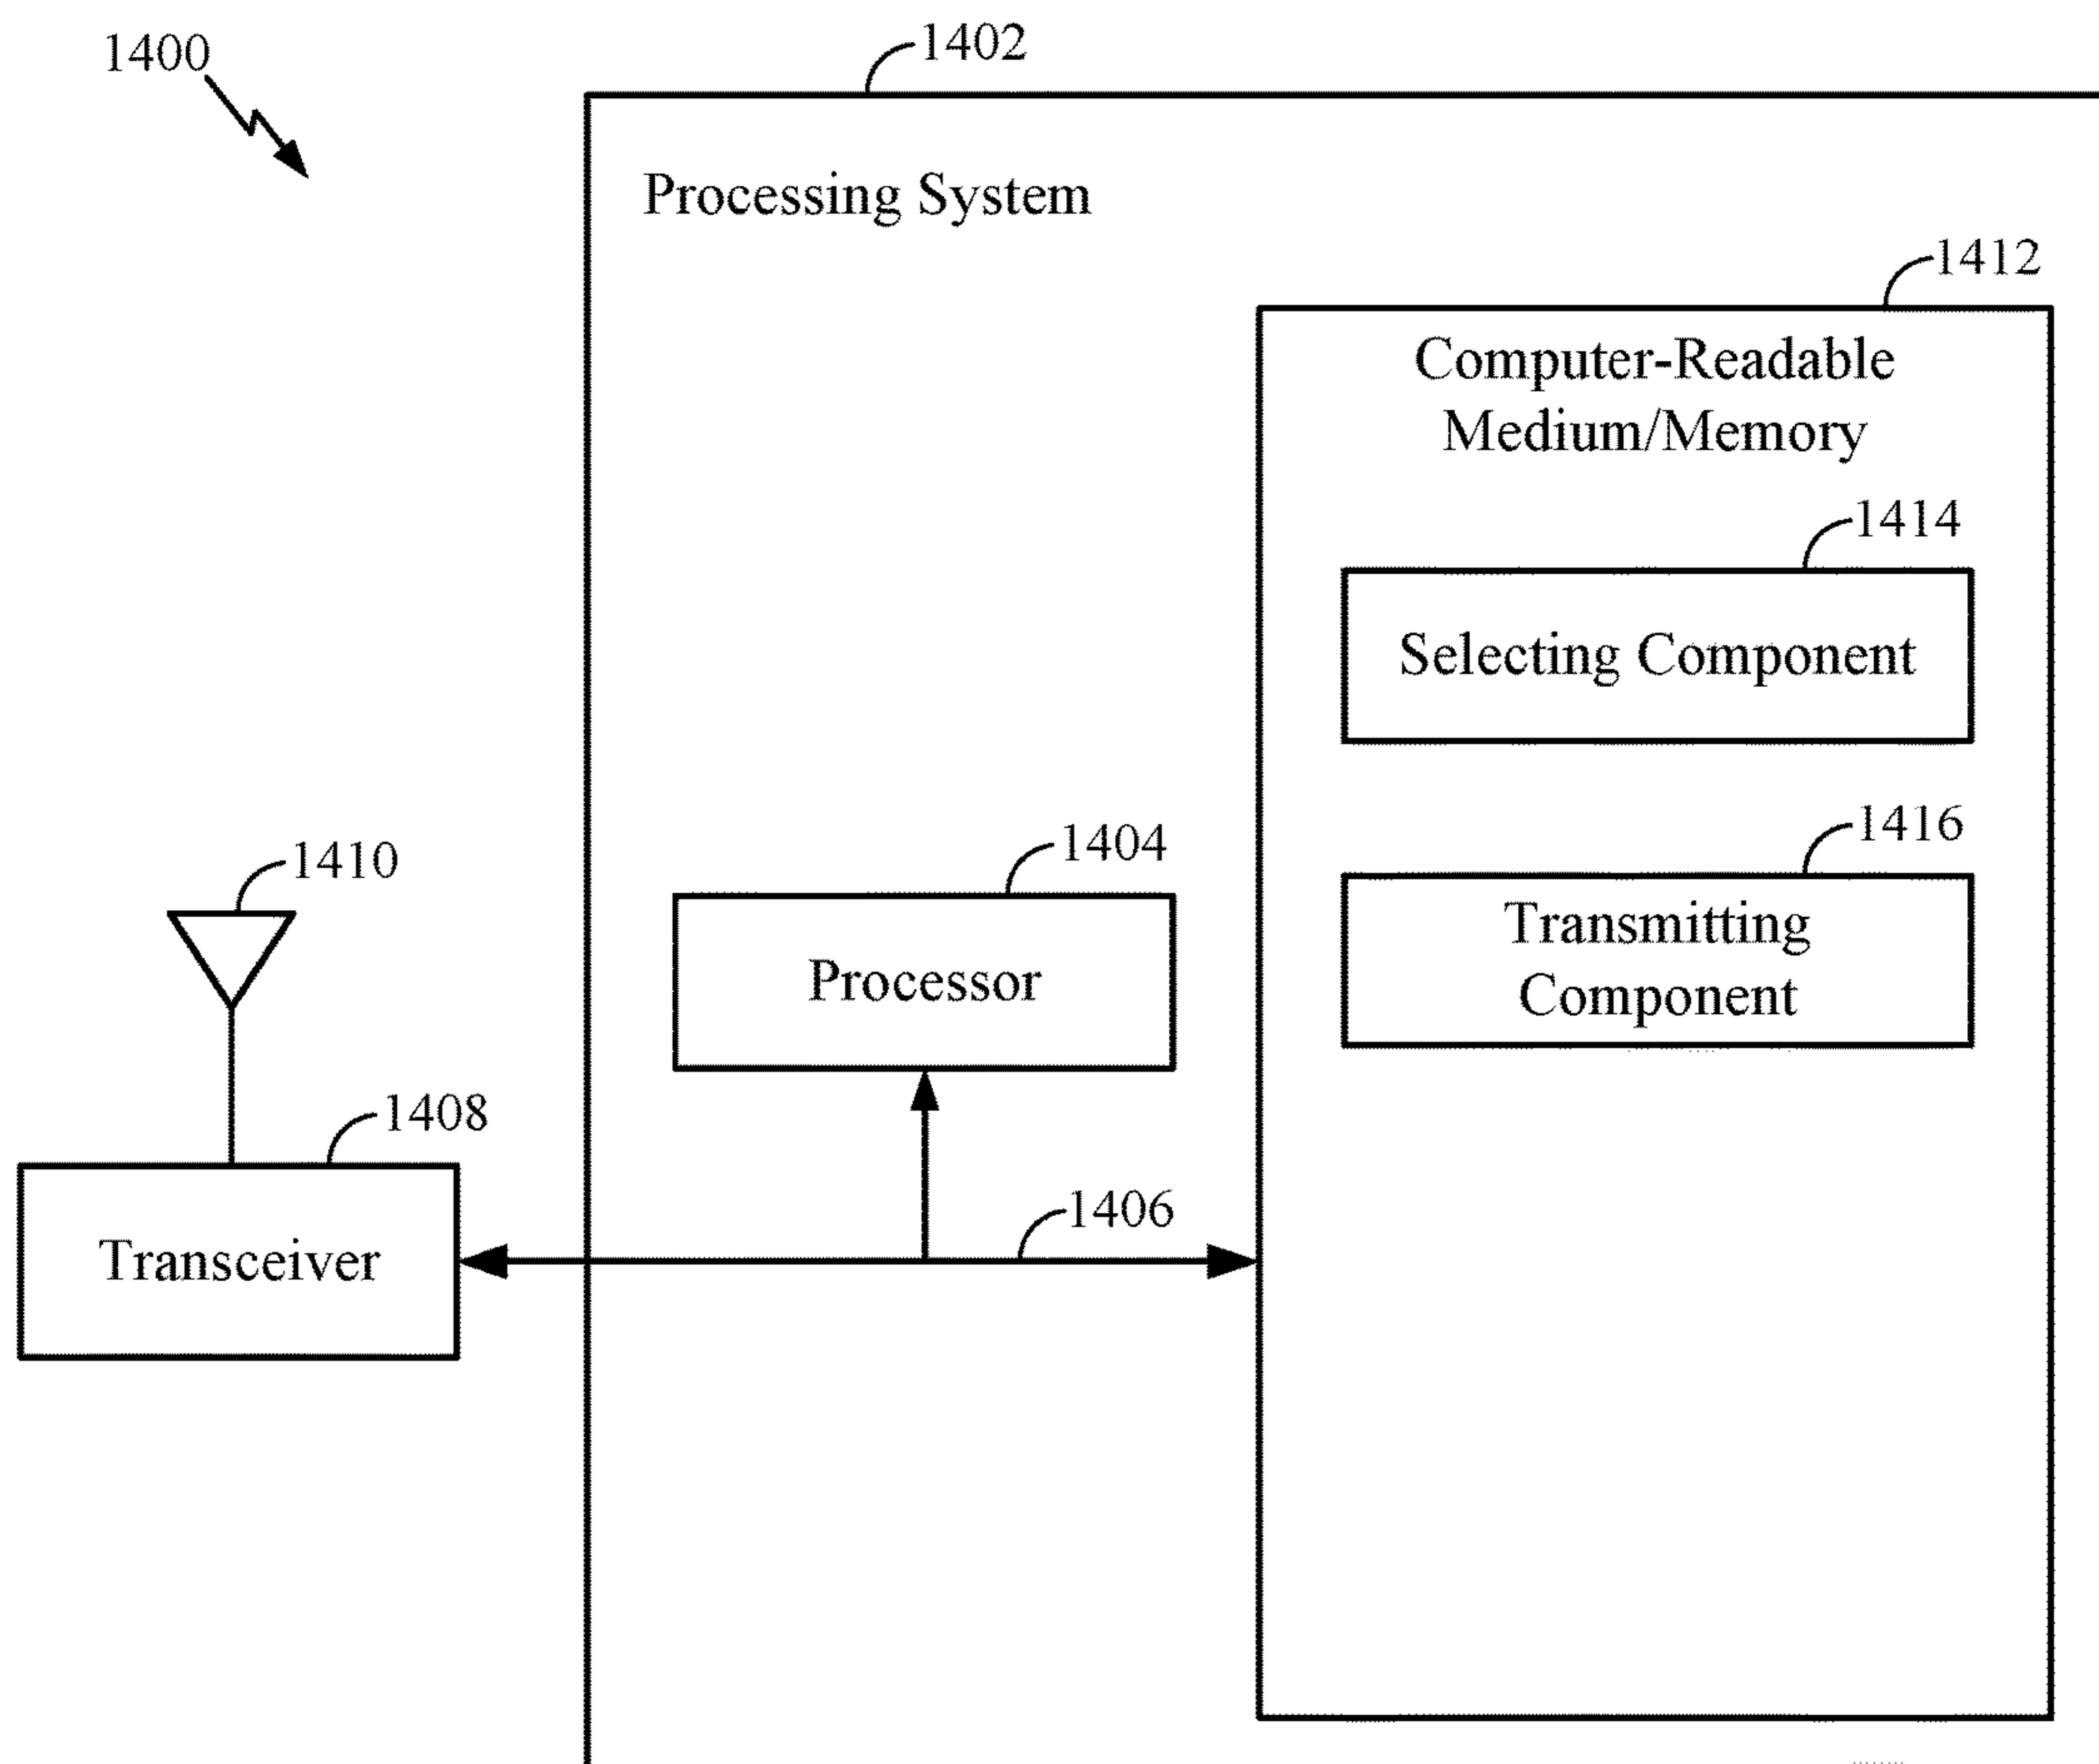 1400
1402
Processing System
1412
Computer-Readable
Medium/Memory
1414
Selecting Component
1416
Transmitting
Component
1404
Processor
1410
1408
Transceiver
1406